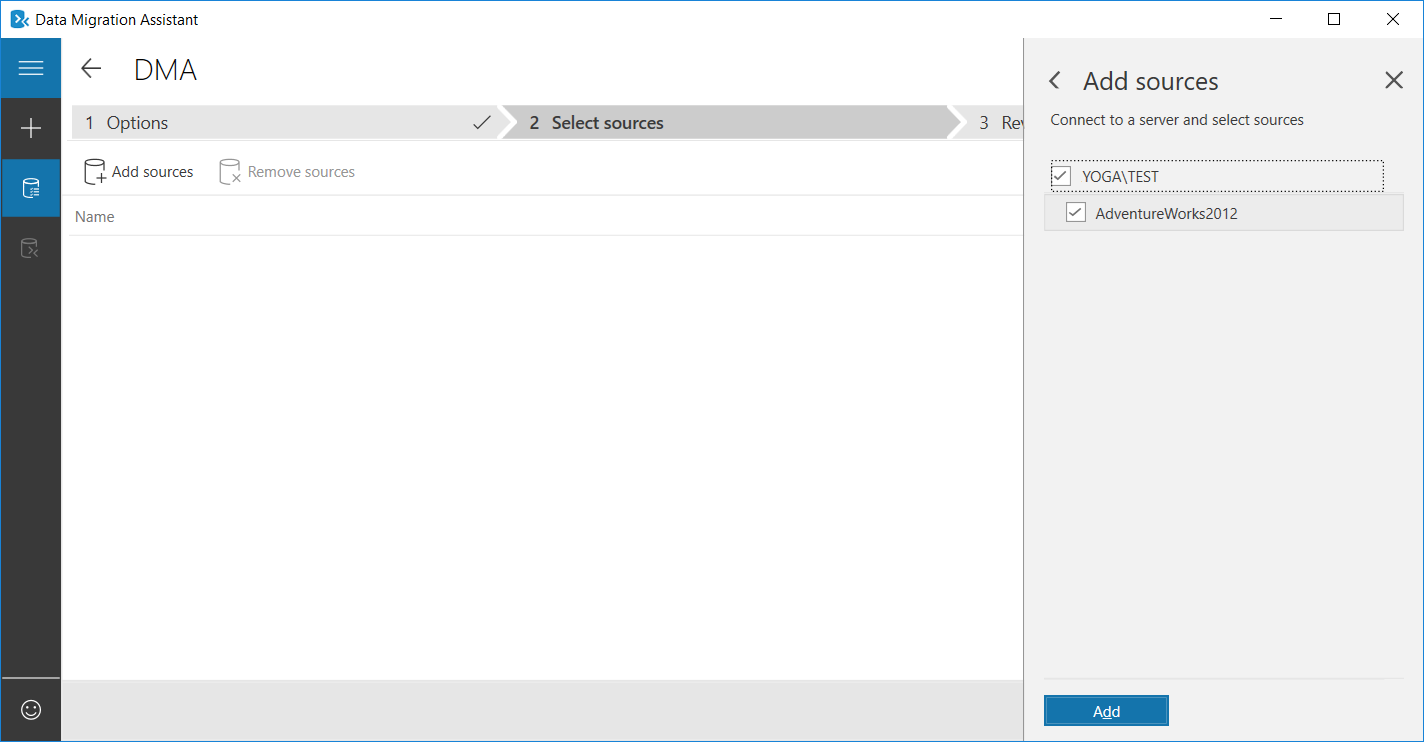 Data Migration Assistant
DMA
1 Options
2 Select sources
3 Rev
Add sources
Remove sources
Name
Add sources
Connect to a server and select sources
YOGA\TEST
AdventureWorks2012
Add